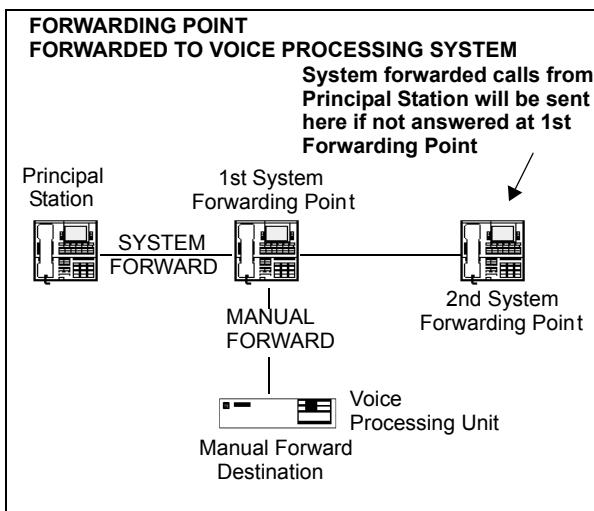 FORWARDING POINT
FORWARDED TO VOICE PROCESSING SYSTEM
System forwarded calls from
Principal Station will be sent
here if not answered at 1st
Forwarding Point
Principal
Station
1st System
Forwarding Point
SYSTEM
FORWARD
2nd System
Forwarding Point
MANUAL
FORWARD
Voice
Processing Unit
Manual Forward
Destination